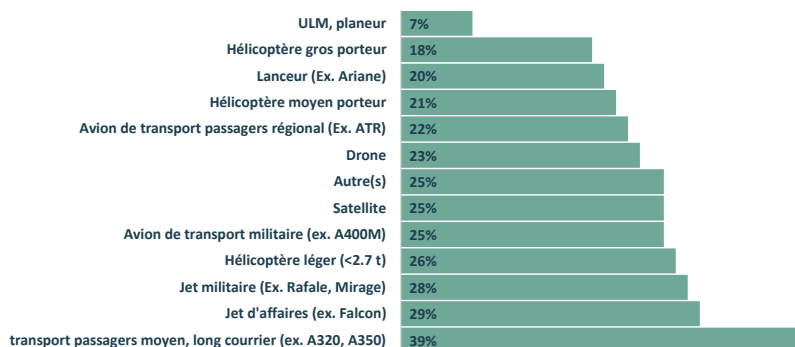 ULM, planeur 7%
Hélicoptère gros porteur 18%
Lanceur (Ex. Ariane) 20%
Hélicoptère moyen porteur 21%
Avion de transport passagers régional (Ex. ATR) 22%
Drone 23%
Autre(s) 25%
Satellite 25%
Avion de transport militaire (ex. A400M) 25%
Hélicoptère léger (<2.7 t) 26%
Jet militaire (Ex. Rafale, Mirage) 28%
Jet d'affaires (ex. Falcon) 29%
transport passagers moyen, long courrier (ex. A320, A350) 39%